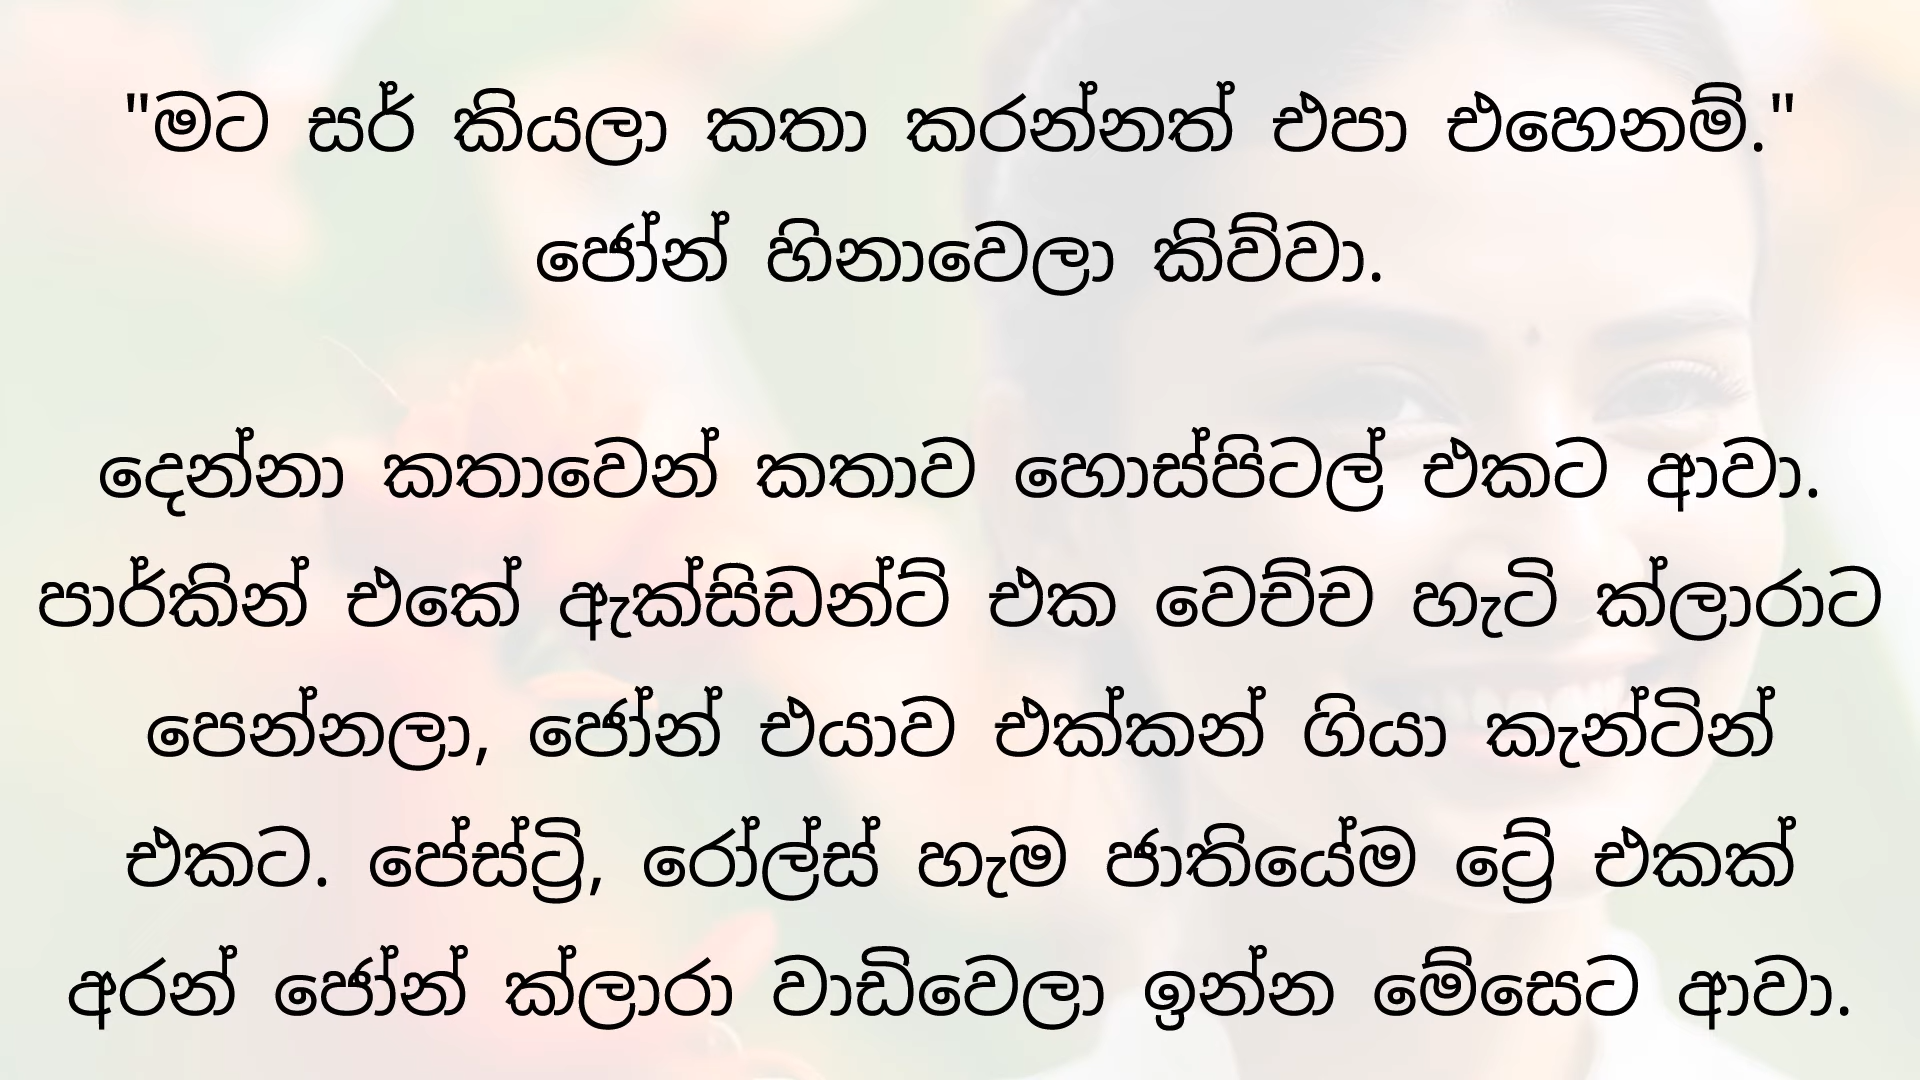 "මට සර් කියලා කතා කරන්නත් එපා එහෙනම්."
ජෝන් හිනාවෙලා කිව්වා.
දෙන්නා කතාවෙන් කතාව හොස්පිටල් එකට ආවා.
පාර්කින් එකේ ඇක්සිඩන්ට් එක වෙච්ච හැටි ක්ලාරාට
පෙන්නලා, ජෝන් එයාව එක්කන් ගියා කැන්ටින්
එකට. පේස්ට්‍රි, රෝල්ස් හැම ජාතියේම ට්‍රේ එකක්
අරන් ජෝන් ක්ලාරා වාඩිවෙලා ඉන්න මේසෙට ආවා.